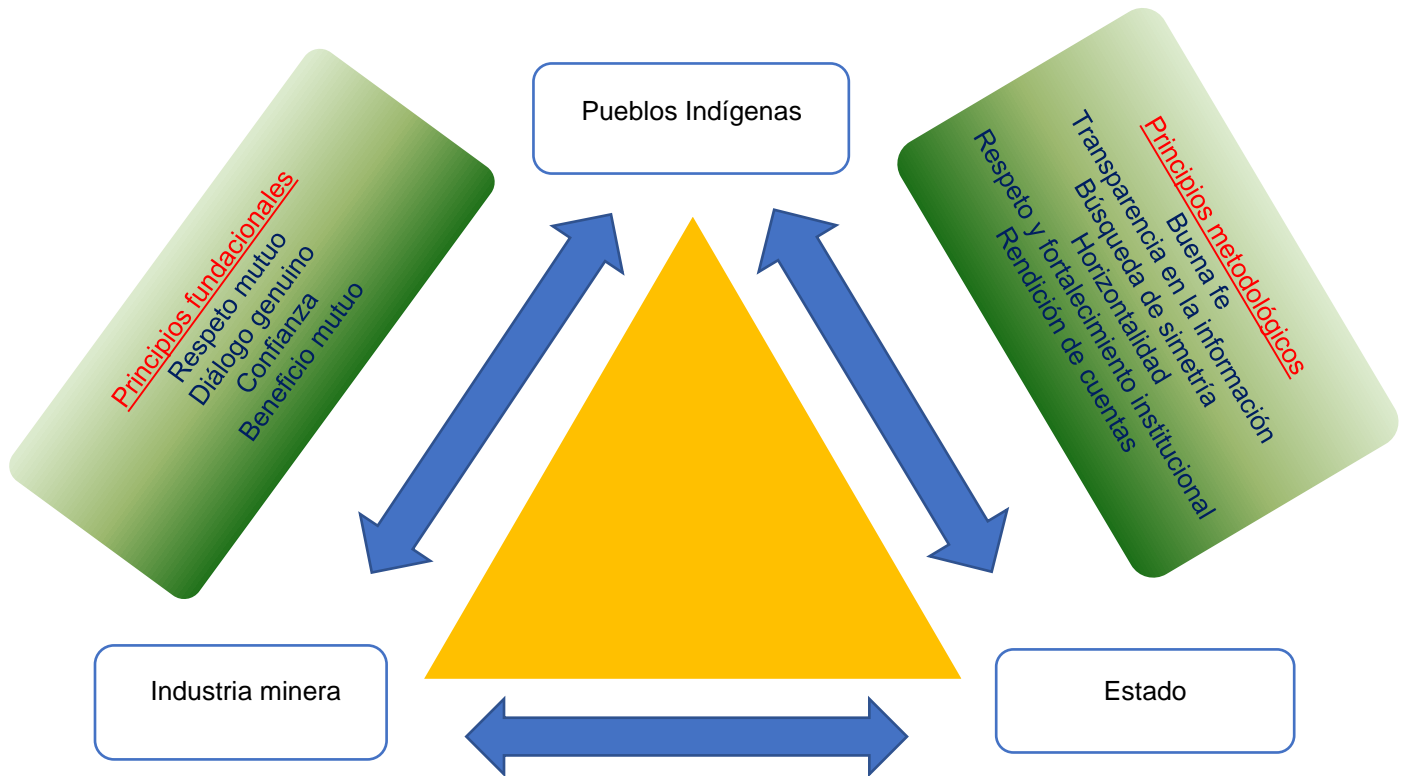 Pueblos Indígenas
Principios fundacionales
Respeto mutuo
Diálogo genuino
Confianza
Beneficio mutuo
Principios metodológicos
Buena fe
Transparencia en la información
Búsqueda de simetría
Horizontalidad
Respeto y fortalecimiento institucional
Rendición de cuentas
Industria minera
Estado